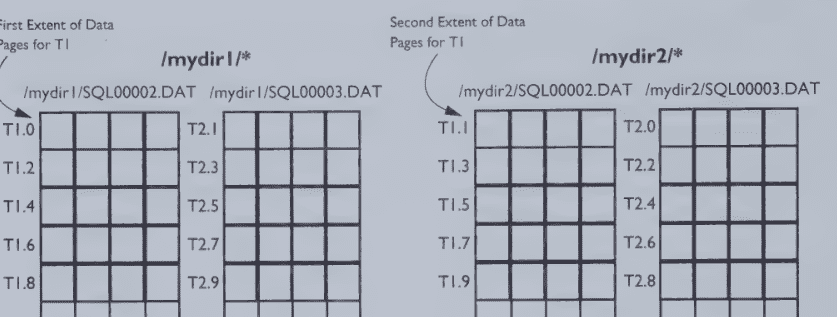 First Extent of Data
Pages for T1
/mydir1/*
/mydir1/SQL00002.DAT /mydir1/SQL00003.DAT
T1.0 T2.1
T1.2 T2.3
T1.4 T2.5
T1.6 T2.7
T1.8 T2.9
Second Extent of Data
Pages for T1
/mydir2/*
/mydir2/SQL00002.DAT /mydir2/SQL00003.DAT
T1.1 T2.0
T1.3 T2.2
T1.5 T2.4
T1.7 T2.6
T1.9 T2.8